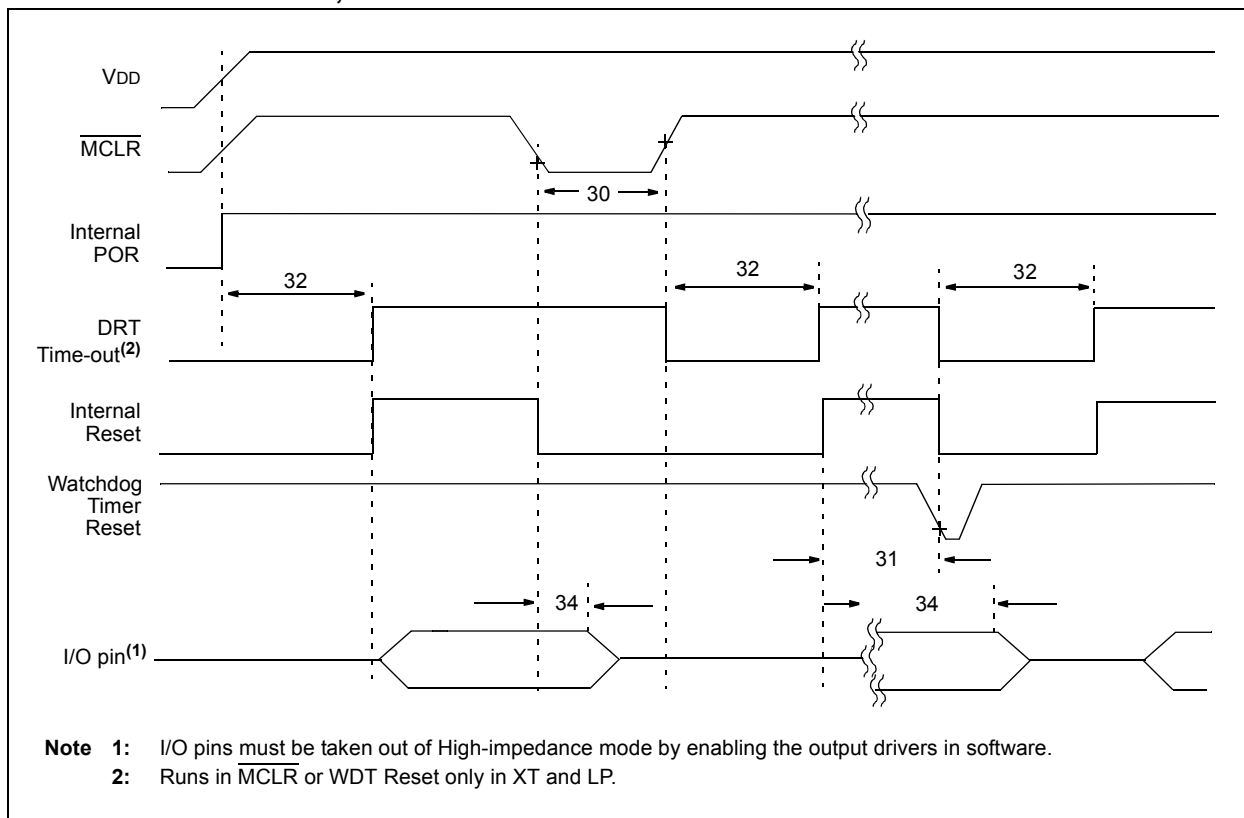 VDD
MCLR
30
Internal
POR
32
32
32
DRT
Time-out(2)
Internal
Reset
Watchdog
Timer
Reset
31
34
34
I/O pin(1)
Note 1: I/O pins must be taken out of High-impedance mode by enabling the output drivers in software.
2: Runs in MCLR or WDT Reset only in XT and LP.